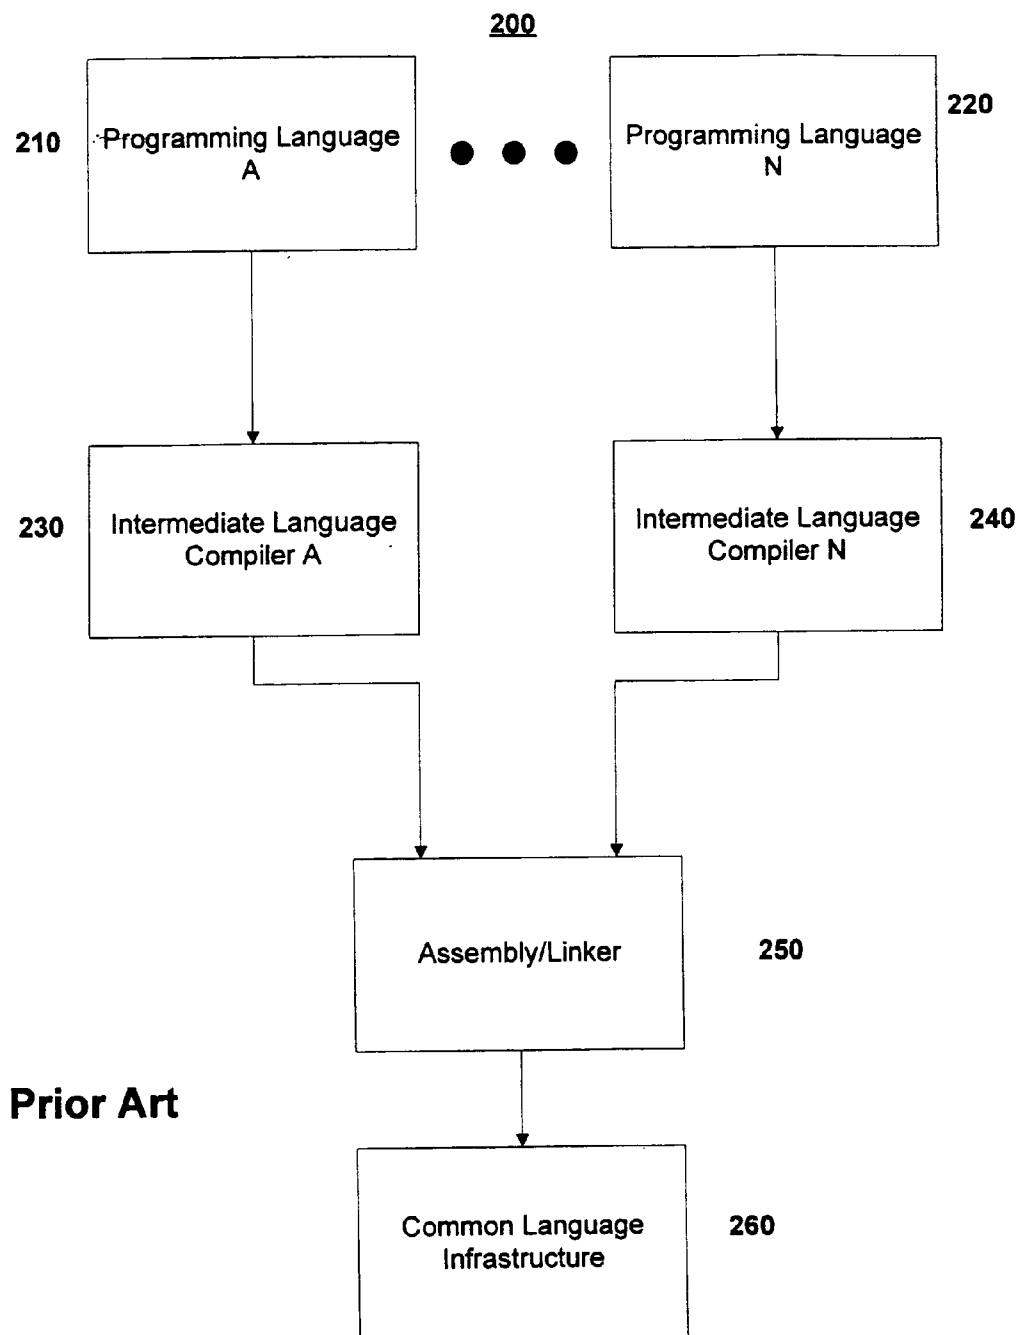 200
210
Programming Language
A
Programming Language
N
220
230
Intermediate Language
Compiler A
Intermediate Language
Compiler N
240
Assembly/Linker
250
Prior Art
Common Language
Infrastructure
260